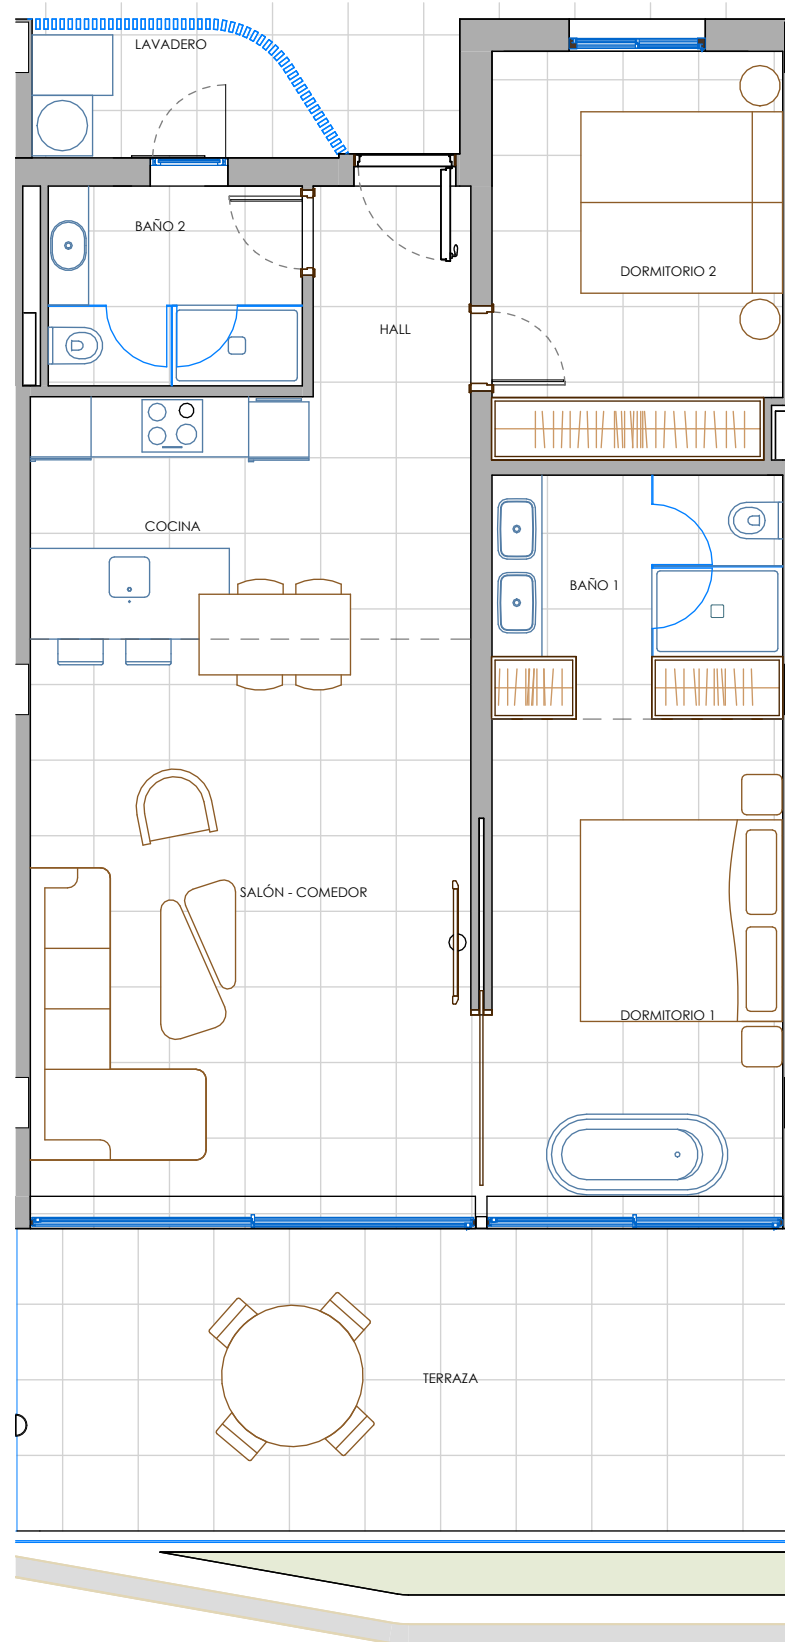 LAVADERO
BAÑO 2
DORMITORIO 2
HALL
COCINA
BAÑO 1
SALÓN - COMEDOR
DORMITORIO 1
TERRAZA